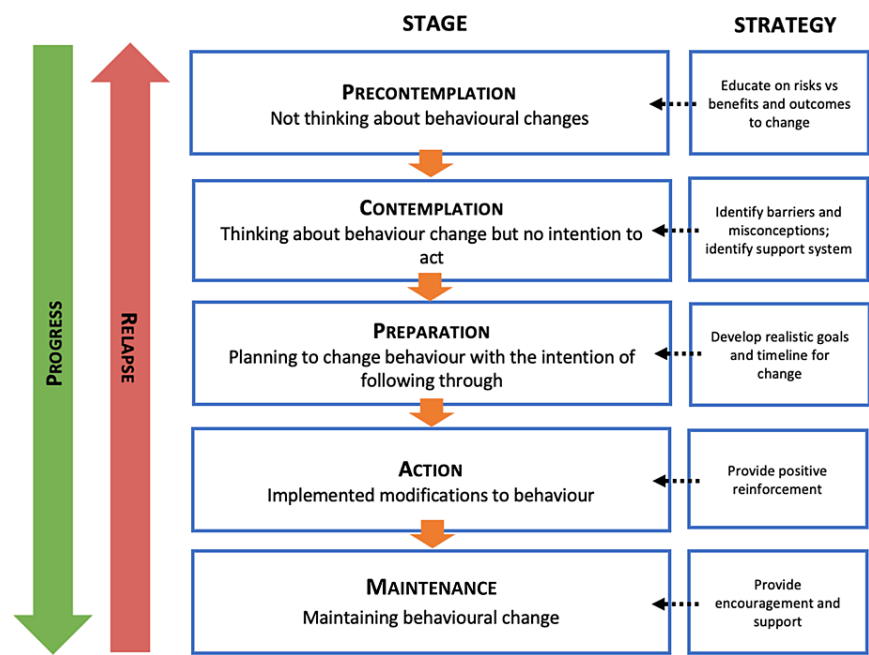 STAGE
STRATEGY
PROGRESS
RELAPSE
PRECONTEMPLATION
Not thinking about behavioural changes
Educate on risks vs
benefits and outcomes
to change
CONTEMPLATION
Thinking about behaviour change but no intention to
act
Identify barriers and
misconceptions;
identify support system
PREPARATION
Planning to change behaviour with the intention of
following through
Develop realistic goals
and timeline for
change
ACTION
Implemented modifications to behaviour
Provide positive
reinforcement
MAINTENANCE
Maintaining behavioural change
Provide
encouragement and
support